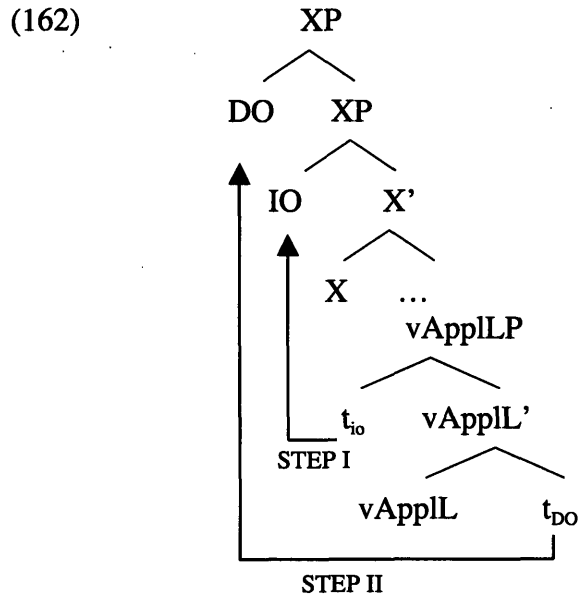 (162) XP
DO XP
IO X’
X …
vApplLP
t_io vApplL’
STEP I
vApplL t_DO
STEP II